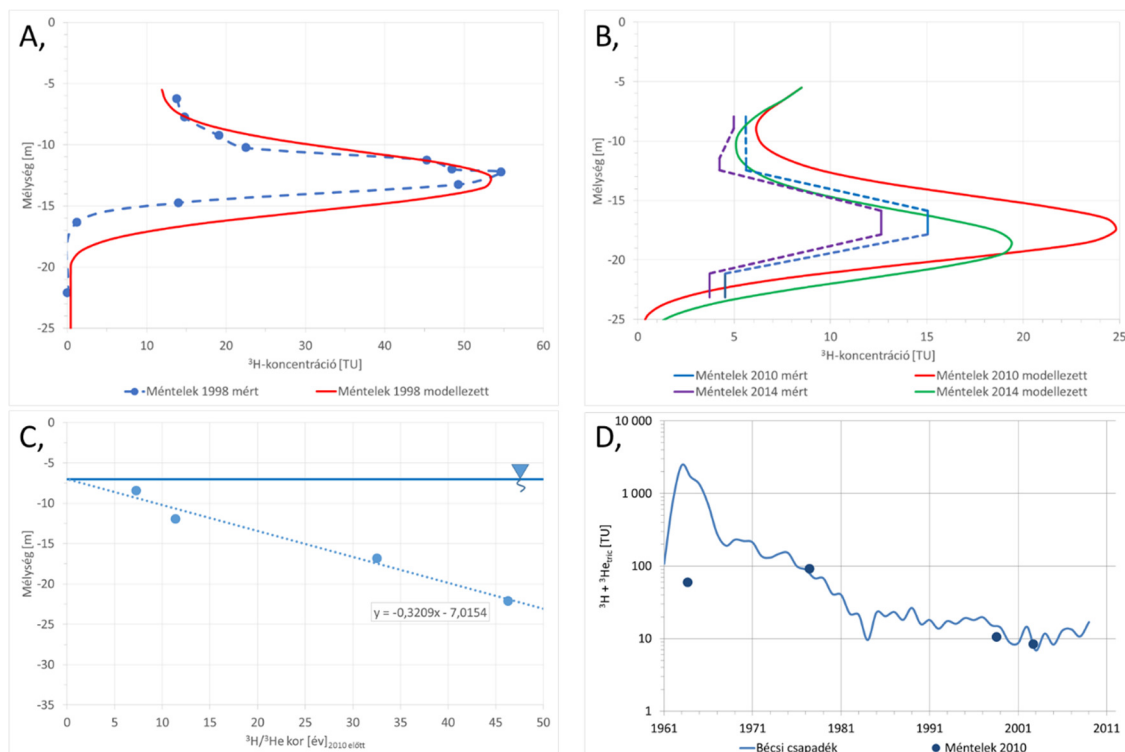 A,
0
-5
-10
-15
-20
-25
Mélység [m]
0 10 20 30 40 50 60
³H-koncentráció [TU]
Méntelek 1998 mért
Méntelek 1998 modellezett
B,
0
-5
-10
-15
-20
-25
Mélység [m]
0 5 10 15 20 25
³H-koncentráció [TU]
Méntelek 2010 mért
Méntelek 2010 modellezett
Méntelek 2014 mért
Méntelek 2014 modellezett
C,
0
-5
-10
-15
-20
-25
-30
-35
Mélység [m]
y = -0,3209x - 7,0154
0 5 10 15 20 25 30 35 40 45 50
³H/³He kor [év]2010 előtt
D,
10 000
1 000
100
10
1
³H + ³Hetric [TU]
1961 1971 1981 1991 2001 2011
Bécsi csapadék
Méntelek 2010